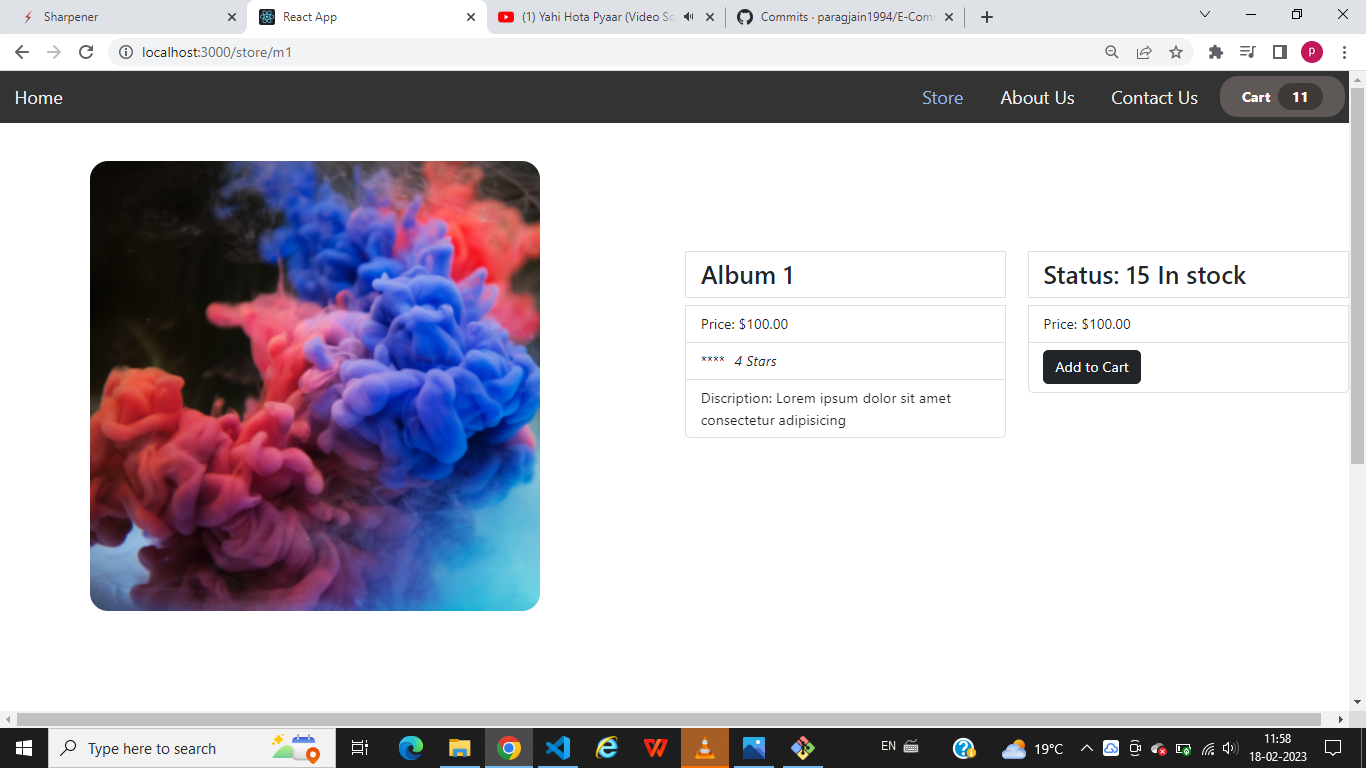 Sharpener
React App
(1) Yahi Hota Pyaar (Video So
Commits · paragjain1994/E-Com
localhost:3000/store/m1
P
Home
Store
About Us
Contact Us
Cart 11
Album 1
Price: $100.00
**** 4 Stars
Discription: Lorem ipsum dolor sit amet
consectetur adipisicing
Status: 15 In stock
Price: $100.00
Add to Cart
Type here to search
EN
19°C
11:58
18-02-2023